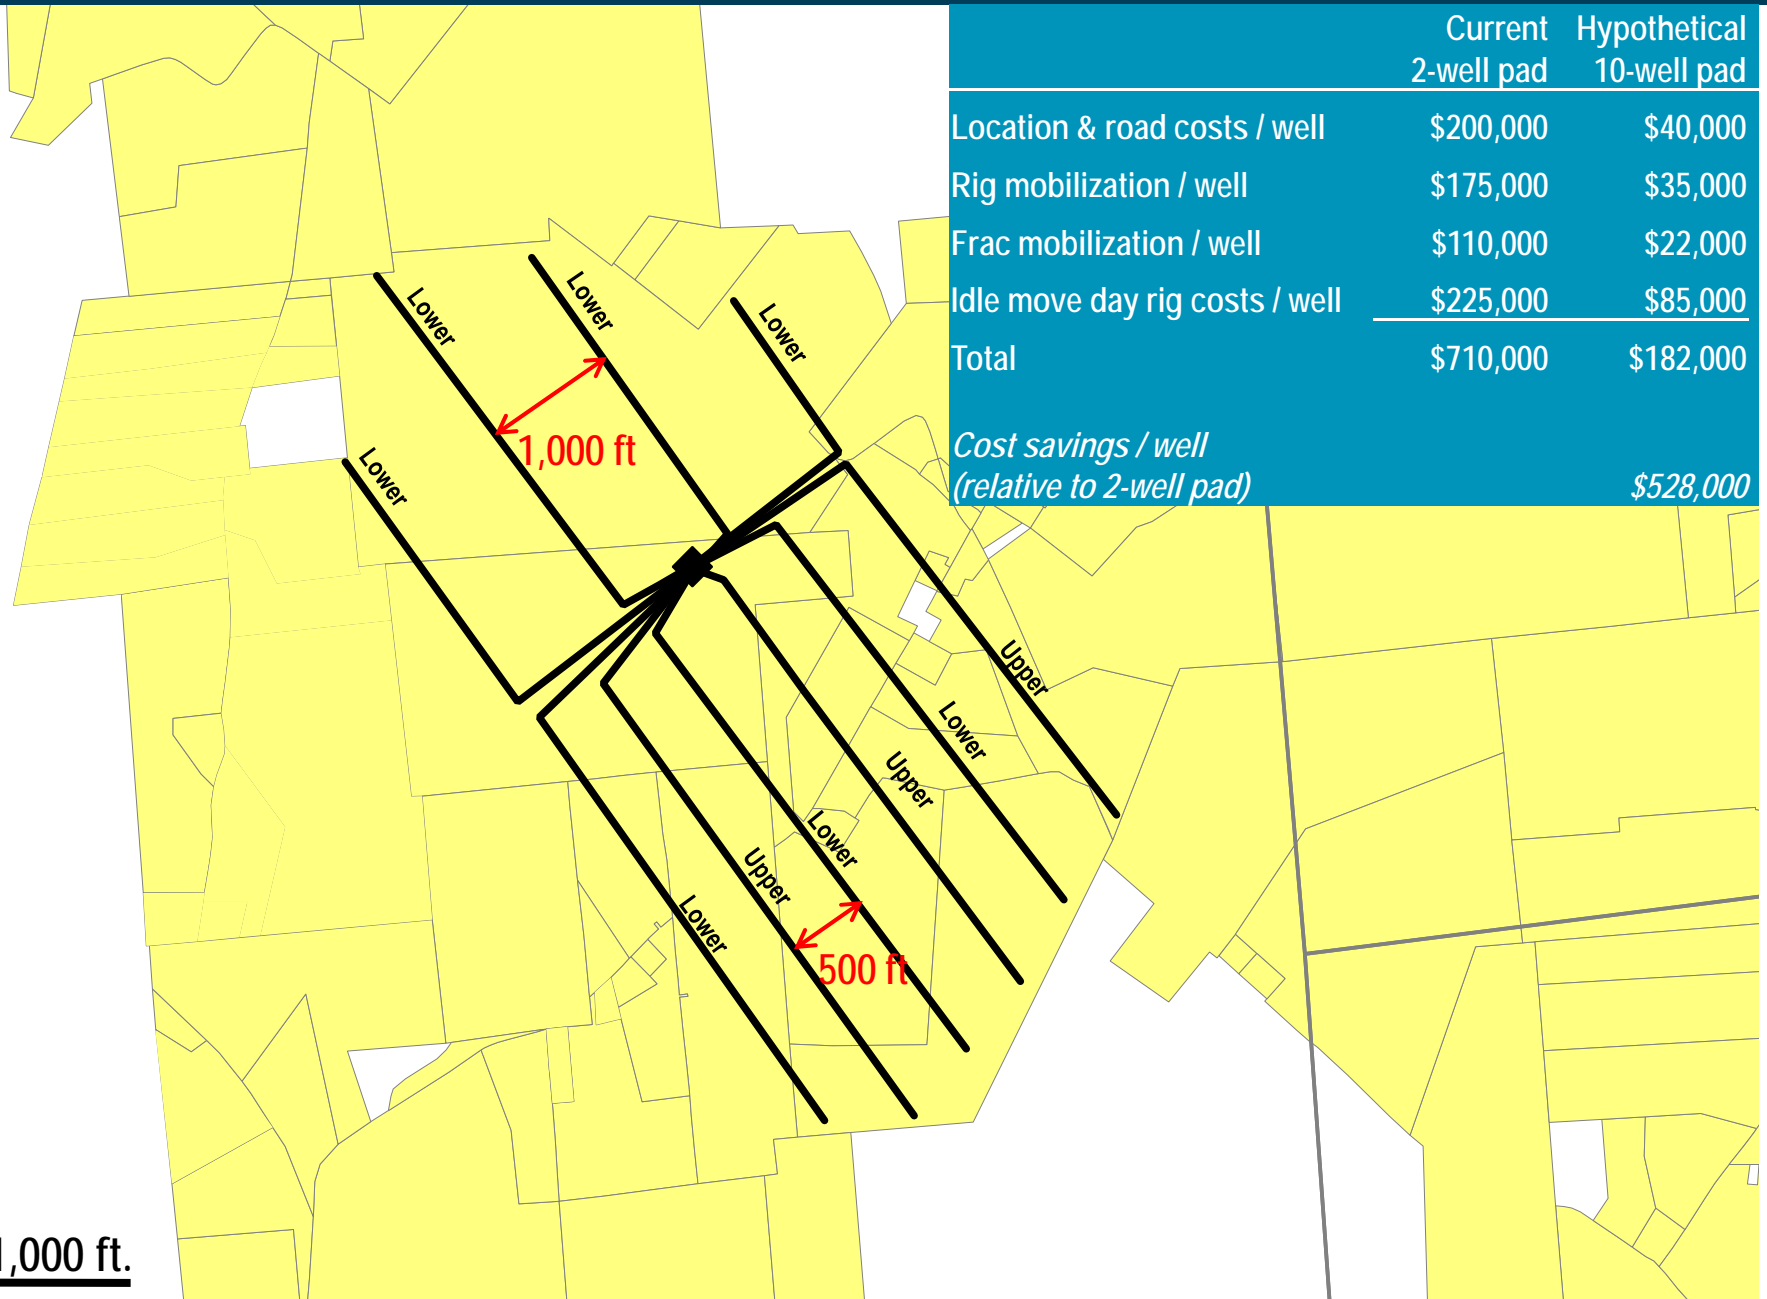 Current Hypothetical
2-well pad 10-well pad
Location & road costs / well $200,000 $40,000
Rig mobilization / well $175,000 $35,000
Frac mobilization / well $110,000 $22,000
Idle move day rig costs / well $225,000 $85,000
Total $710,000 $182,000
Cost savings / well
(relative to 2-well pad) $528,000
Lower
Lower
Lower
1,000 ft
Lower
Upper
Lower
Upper
Lower
Upper
Lower
500 ft
1,000 ft.